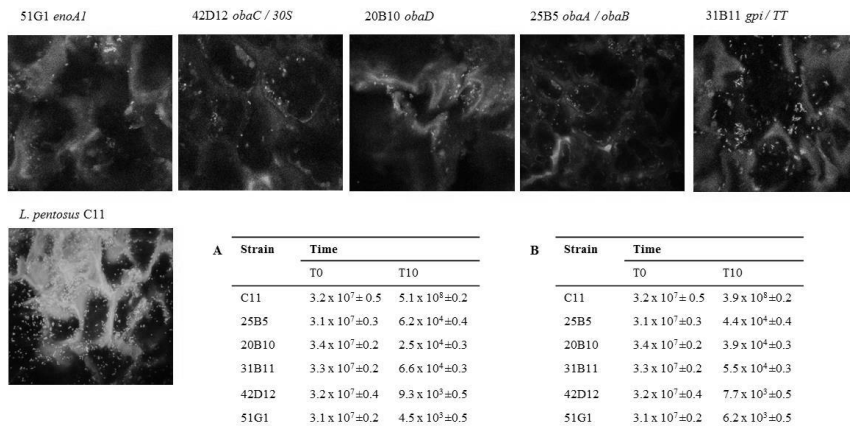 51G1 enoA1
42D12 obaC / 30S
20B10 obaD
25B5 obaA / obaB
31B11 gpi / TT
L. pentosus C11
A
Strain Time
T0 T10
C11 3.2 x 10⁷± 0.5 5.1 x 10⁸±0.2
25B5 3.1 x 10⁷±0.3 6.2 x 10⁴±0.4
20B10 3.4 x 10⁷±0.2 2.5 x 10⁴±0.3
31B11 3.3 x 10⁷±0.2 6.6 x 10⁴±0.3
42D12 3.2 x 10⁷±0.4 9.3 x 10³±0.5
51G1 3.1 x 10⁷±0.2 4.5 x 10³±0.5
B
Strain Time
T0 T10
C11 3.2 x 10⁷± 0.5 3.9 x 10⁸±0.2
25B5 3.1 x 10⁷±0.3 4.4 x 10⁴±0.4
20B10 3.4 x 10⁷±0.2 3.9 x 10⁴±0.3
31B11 3.3 x 10⁷±0.2 5.5 x 10⁴±0.3
42D12 3.2 x 10⁷±0.4 7.7 x 10³±0.5
51G1 3.1 x 10⁷±0.2 6.2 x 10³±0.5